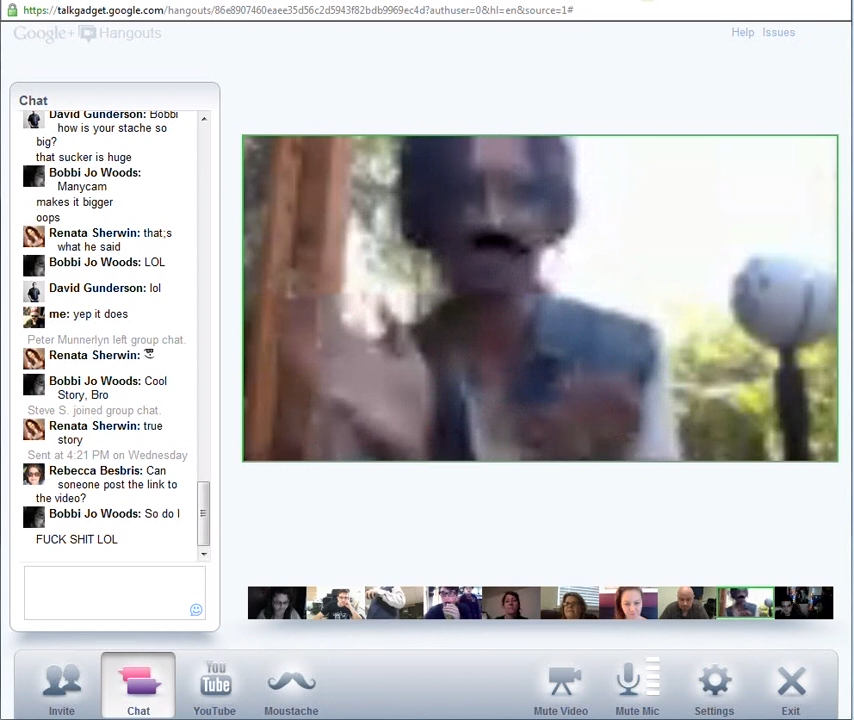 https://talkgadget.google.com/hangouts/86e8907460eaee35d56c2d5943f82bdb9969ec4d?authuser=0&hl=en&source=1#
Google+ Hangouts
Help Issues
Chat
David Gunderson: Bobbi
how is your stache so
big?
that sucker is huge
Bobbi Jo Woods:
Manycam
makes it bigger
oops
Renata Sherwin: that;s
what he said
Bobbi Jo Woods: LOL
David Gunderson: lol
me: yep it does
Peter Munnerlyn left group chat.
Renata Sherwin:
Bobbi Jo Woods: Cool
Story, Bro
Steve S. joined group chat.
Renata Sherwin: true
story
Sent at 4:21 PM on Wednesday
Rebecca Besbris: Can
someone post the link to
the video?
Bobbi Jo Woods: So do I
FUCK SHIT LOL
Invite
Chat
You
Tube
YouTube
Moustache
Mute Video
Mute Mic
Settings
Exit